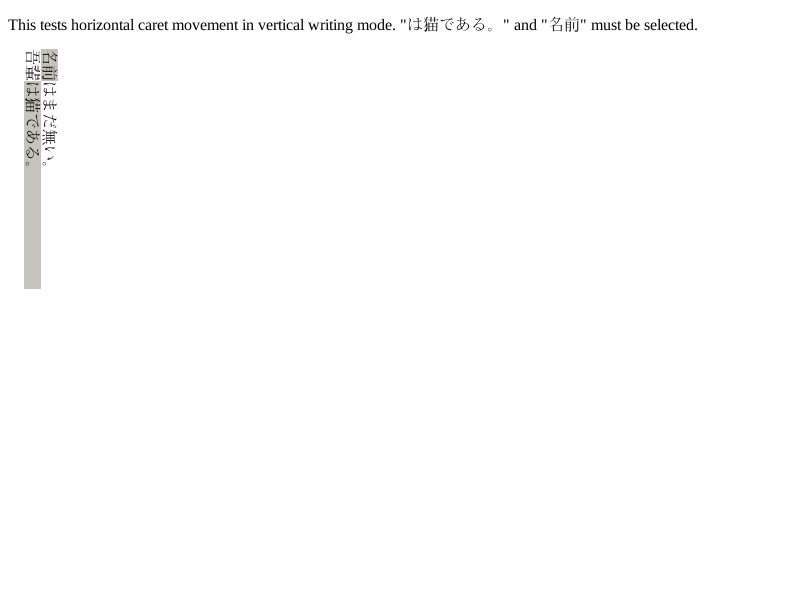 This tests horizontal caret movement in vertical writing mode. "は猫である。" and "名前" must be selected.
吾輩は猫である。
名前はまだ無い。